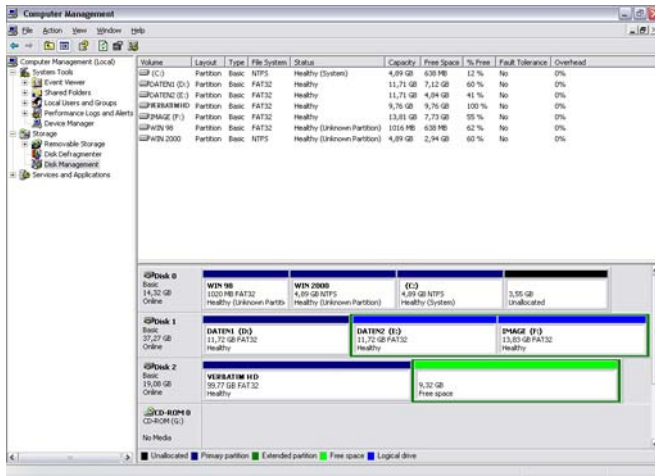 Computer Management
File Action View Window Help
Computer Management (Local)
System Tools
Event Viewer
Shared Folders
Local Users and Groups
Performance Logs and Alerts
Device Manager
Storage
Removable Storage
Disk Defragmenter
Disk Management
Services and Applications
Volume Layout Type File System Status Capacity Free Space % Free Fault Tolerance Overhead
(C:) Partition Basic NTFS Healthy (System) 4,89 GB 638 MB 12 % No 0%
DATEN1 (D:) Partition Basic FAT32 Healthy 11,71 GB 7,12 GB 60 % No 0%
DATEN2 (E:) Partition Basic FAT32 Healthy 11,71 GB 4,84 GB 41 % No 0%
VERBATIM HD Partition Basic FAT32 Healthy 9,76 GB 9,76 GB 100 % No 0%
IMAGE (F:) Partition Basic FAT32 Healthy 13,81 GB 7,73 GB 55 % No 0%
WIN 98 Partition Basic FAT32 Healthy (Unknown Partition) 1016 MB 638 MB 62 % No 0%
WIN 2000 Partition Basic NTFS Healthy (Unknown Partition) 4,89 GB 2,94 GB 60 % No 0%
Disk 0
Basic
14,32 GB
Online
WIN 98
1020 MB FAT32
Healthy (Unknown Partiti
WIN 2000
4,89 GB NTFS
Healthy (Unknown Partition)
(C:)
4,89 GB NTFS
Healthy (System)
3,55 GB
Unallocated
Disk 1
Basic
37,27 GB
Online
DATEN1 (D:)
11,72 GB FAT32
Healthy
DATEN2 (E:)
11,72 GB FAT32
Healthy
IMAGE (F:)
13,83 GB FAT32
Healthy
Disk 2
Basic
19,08 GB
Online
VERBATIM HD
99.77 GB FAT32
Healthy
9,32 GB
Free space
CD-ROM 0
CD-ROM (G:)
No Media
Unallocated Primary partition Extended partition Free space Logical drive